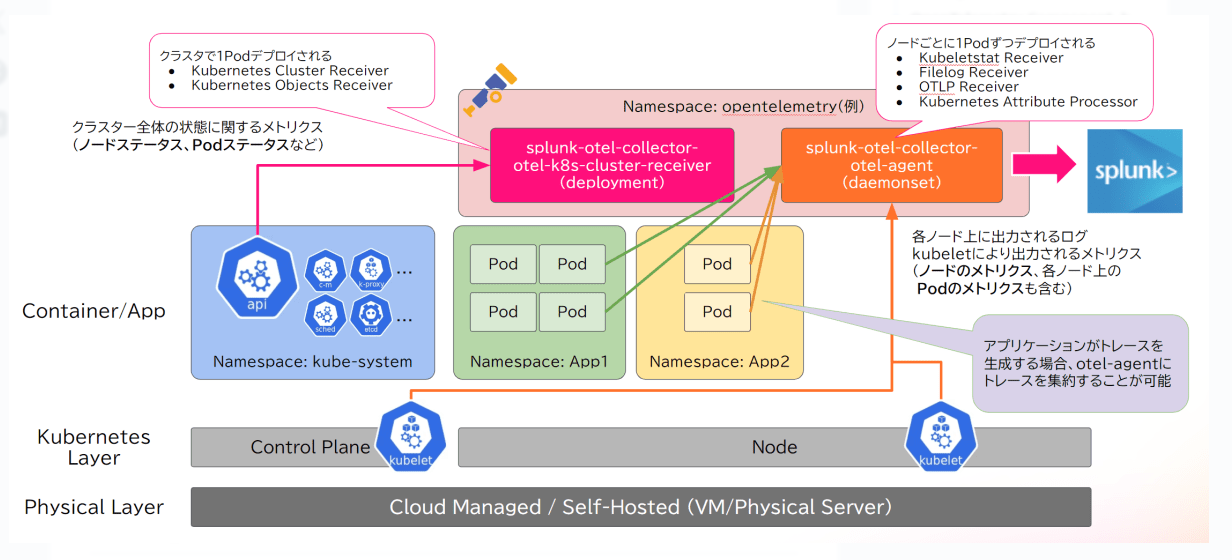 クラスタで1Podデプロイされる
● Kubernetes Cluster Receiver
● Kubernetes Objects Receiver
ノードごとに1Podずつデプロイされる
● Kubeletstat Receiver
● Filelog Receiver
● OTLP Receiver
● Kubernetes Attribute Processor
クラスター全体の状態に関するメトリクス
（ノードステータス、Podステータスなど）
Namespace: opentelemetry(例)
splunk-otel-collector-
otel-k8s-cluster-receiver
(deployment)
splunk-otel-collector-
otel-agent
(daemonset)
splunk>
各ノード上に出力されるログ
kubeletにより出力されるメトリクス
（ノードのメトリクス、各ノード上の
Podのメトリクスも含む）
Container/App
api
c-m
k-proxy
...
sched
etcd
...
Namespace: kube-system
Pod
Pod
Pod
Pod
Namespace: App1
Pod
Pod
Namespace: App2
アプリケーションがトレースを
生成する場合、otel-agentに
トレースを集約することが可能
Kubernetes
Layer
Control Plane
kubelet
Node
kubelet
Physical Layer
Cloud Managed / Self-Hosted (VM/Physical Server)